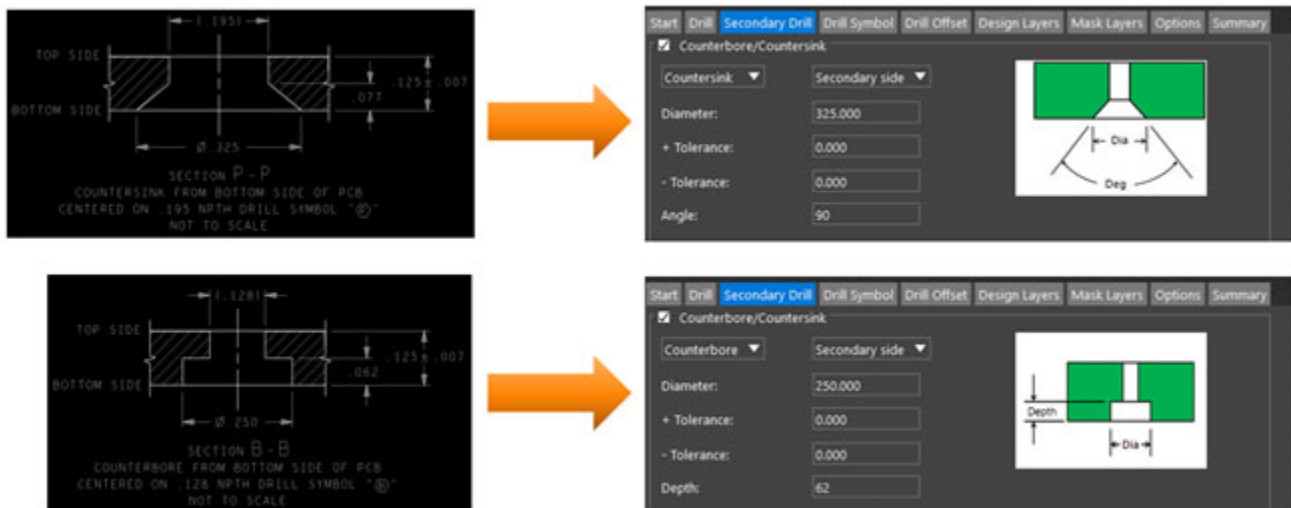 (.195)
TOP SIDE
.125±.007
.077
BOTTOM SIDE
Ø.325
SECTION P-P
COUNTERSINK FROM BOTTOM SIDE OF PCB
CENTERED ON .195 NPTH DRILL SYMBOL "Ⓟ"
NOT TO SCALE
Start Drill Secondary Drill Drill Symbol Drill Offset Design Layers Mask Layers Options Summary
Counterbore/Countersink
Countersink Secondary side
Diameter: 325.000
+ Tolerance: 0.000
- Tolerance: 0.000
Angle: 90
Dia
Deg
(.128)
TOP SIDE
.125±.007
.062
BOTTOM SIDE
Ø.250
SECTION B-B
COUNTERBORE FROM BOTTOM SIDE OF PCB
CENTERED ON .128 NPTH DRILL SYMBOL "Ⓑ"
NOT TO SCALE
Start Drill Secondary Drill Drill Symbol Drill Offset Design Layers Mask Layers Options Summary
Counterbore/Countersink
Counterbore Secondary side
Diameter: 250.000
+ Tolerance: 0.000
- Tolerance: 0.000
Depth: 62
Depth
Dia